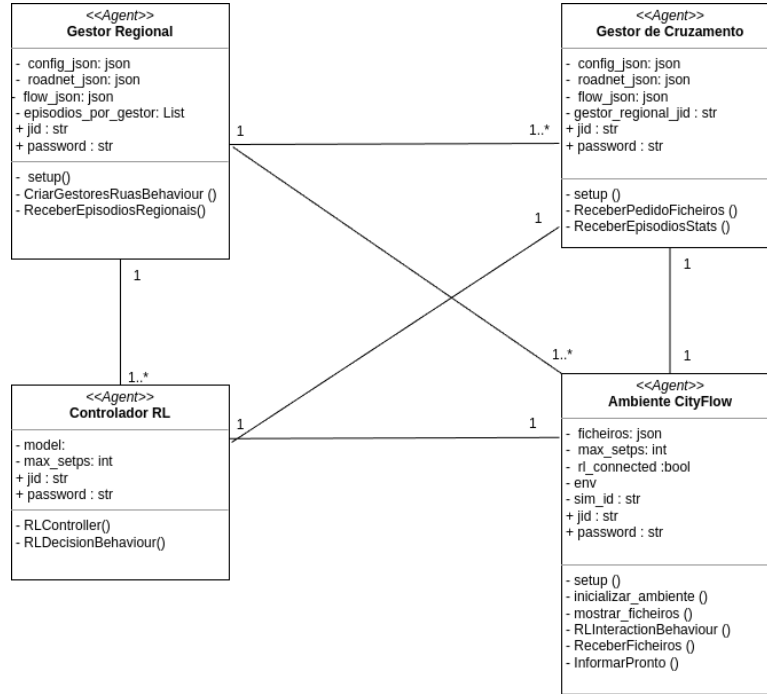 <<Agent>>
Gestor Regional
- config_json: json
- roadnet_json: json
- flow_json: json
- episodios_por_gestor: List
+ jid : str
+ password : str
- setup()
- CriarGestoresRuasBehaviour ()
- ReceberEpisodiosRegionais()
<<Agent>>
Gestor de Cruzamento
- config_json: json
- roadnet_json: json
- flow_json: json
- gestor_regional_jid : str
+ jid : str
+ password : str
- setup ()
- ReceberPedidoFicheiros ()
- ReceberEpisodiosStats()
1
1..*
1
1
1
1..*
1..*
1
1
1
<<Agent>>
Controlador RL
- model:
- max_setps: int
+ jid : str
+ password : str
- RLController()
- RLDecisionBehaviour()
<<Agent>>
Ambiente CityFlow
- ficheiros: json
- max_setps: int
- rl_connected :bool
- env
- sim_id : str
+ jid : str
+ password : str
- setup ()
- inicializar_ambiente ()
- mostrar_ficheiros ()
- RLInteractionBehaviour ()
- ReceberFicheiros ()
- InformarPronto ()